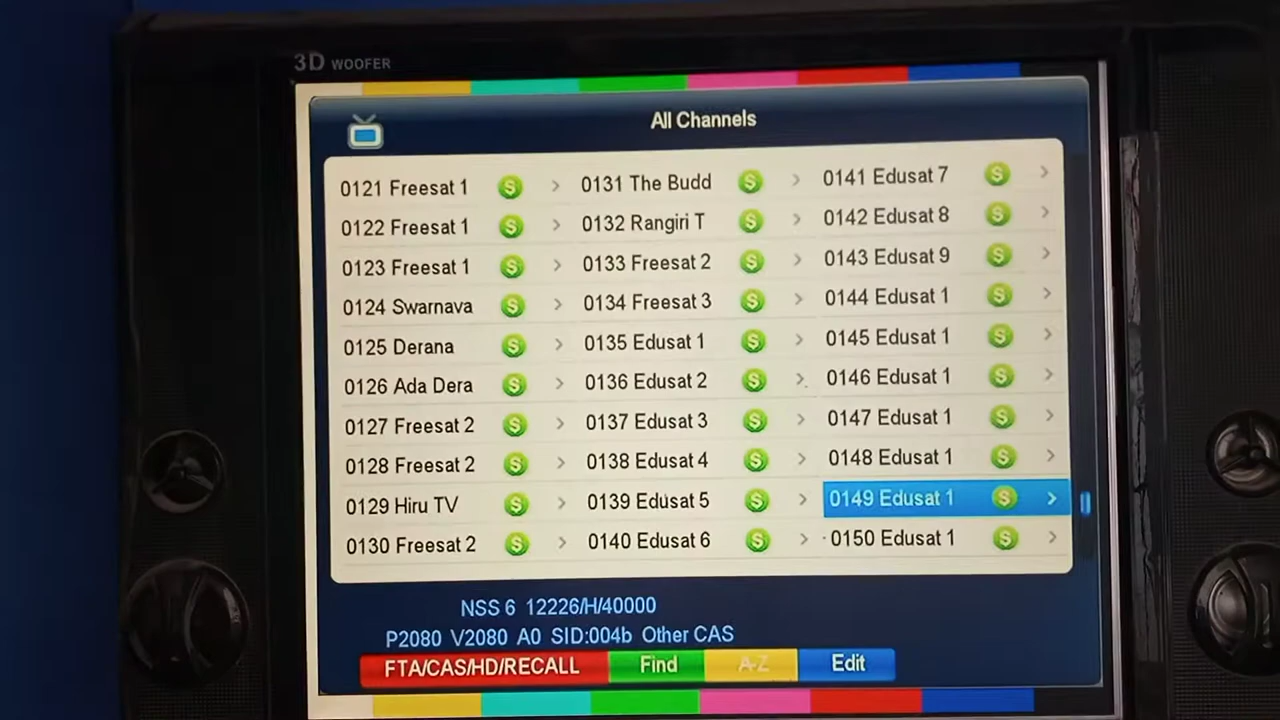 3D WOOFER
All Channels
0121 Freesat 1
0122 Freesat 1
0123 Freesat 1
0124 Swarnava
0125 Derana
0126 Ada Dera
0127 Freesat 2
0128 Freesat 2
0129 Hiru TV
0130 Freesat 2
0131 The Budd
0132 Rangiri T
0133 Freesat 2
0134 Freesat 3
0135 Edusat 1
0136 Edusat 2
0137 Edusat 3
0138 Edusat 4
0139 Edusat 5
0140 Edusat 6
0141 Edusat 7
0142 Edusat 8
0143 Edusat 9
0144 Edusat 1
0145 Edusat 1
0146 Edusat 1
0147 Edusat 1
0148 Edusat 1
0149 Edusat 1
0150 Edusat 1
NSS 6 12226/H/40000
P2080 V2080 A0 SID:004b Other CAS
FTA/CAS/HD/RECALL Find A-Z Edit